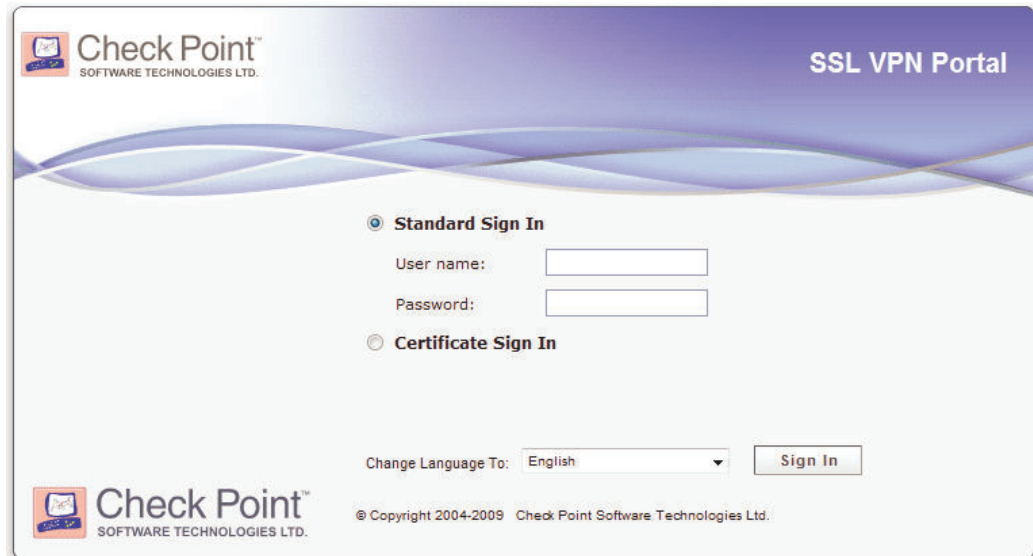 Check Point™
SOFTWARE TECHNOLOGIES LTD.
SSL VPN Portal
Standard Sign In
User name:
Password:
Certificate Sign In
Change Language To: English Sign In
Check Point™
SOFTWARE TECHNOLOGIES LTD.
© Copyright 2004-2009 Check Point Software Technologies Ltd.